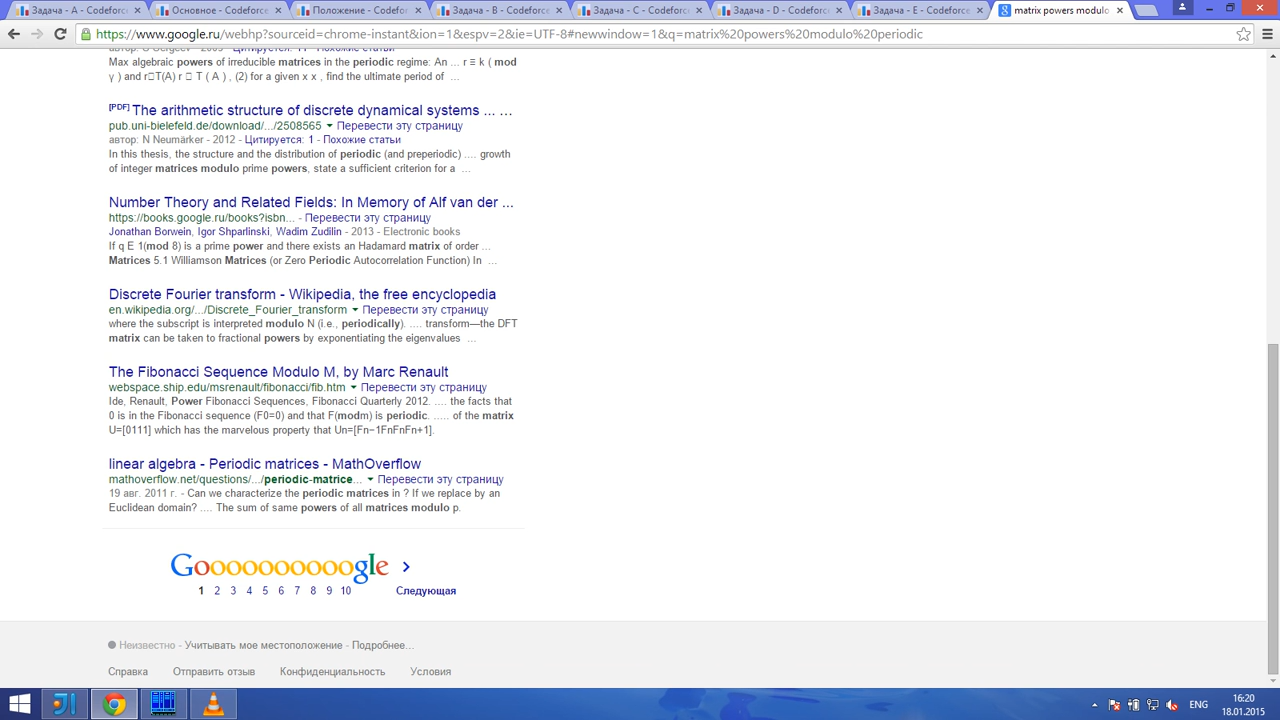 Задача - A - Codeforce
Основное - Codeforce
Положение - Codefor
Задача - B - Codeforce
Задача - C - Codeforce
Задача - D - Codeforce
Задача - E - Codeforce
matrix powers modulo
https://www.google.ru/webhp?sourceid=chrome-instant&ion=1&espv=2&ie=UTF-8#newwindow=1&q=matrix%20powers%20modulo%20periodic
Max algebraic powers of irreducible matrices in the periodic regime: An ... r ≡ k ( mod
γ ) and r□T(A) r □ T ( A ) , (2) for a given x x , find the ultimate period of ...
[PDF] The arithmetic structure of discrete dynamical systems ... ...
pub.uni-bielefeld.de/download/.../2508565 Перевести эту страницу
автор: N Neumärker - 2012 - Цитируется: 1 - Похожие статьи
In this thesis, the structure and the distribution of periodic (and preperiodic) .... growth
of integer matrices modulo prime powers, state a sufficient criterion for a ...
Number Theory and Related Fields: In Memory of Alf van der ...
https://books.google.ru/books?isbn... - Перевести эту страницу
Jonathan Borwein, Igor Shparlinski, Wadim Zudilin - 2013 - Electronic books
If q E 1(mod 8) is a prime power and there exists an Hadamard matrix of order ...
Matrices 5.1 Williamson Matrices (or Zero Periodic Autocorrelation Function) In ...
Discrete Fourier transform - Wikipedia, the free encyclopedia
en.wikipedia.org/.../Discrete_Fourier_transform Перевести эту страницу
where the subscript is interpreted modulo N (i.e., periodically). .... transform—the DFT
matrix can be taken to fractional powers by exponentiating the eigenvalues ...
The Fibonacci Sequence Modulo M, by Marc Renault
webspace.ship.edu/msrenault/fibonacci/fib.htm Перевести эту страницу
Ide, Renault, Power Fibonacci Sequences, Fibonacci Quarterly 2012. .... the facts that
0 is in the Fibonacci sequence (F0=0) and that F(modm) is periodic. ..... of the matrix
U=[0111] which has the marvelous property that Un=[Fn−1FnFnFn+1].
linear algebra - Periodic matrices - MathOverflow
mathoverflow.net/questions/.../periodic-matrice... Перевести эту страницу
19 авг. 2011 г. - Can we characterize the periodic matrices in ? If we replace by an
Euclidean domain? .... The sum of same powers of all matrices modulo p.
Goooooooooogle
1 2 3 4 5 6 7 8 9 10 Следующая
Неизвестно - Учитывать мое местоположение - Подробнее...
Справка Отправить отзыв Конфиденциальность Условия
ENG
16:20
18.01.2015